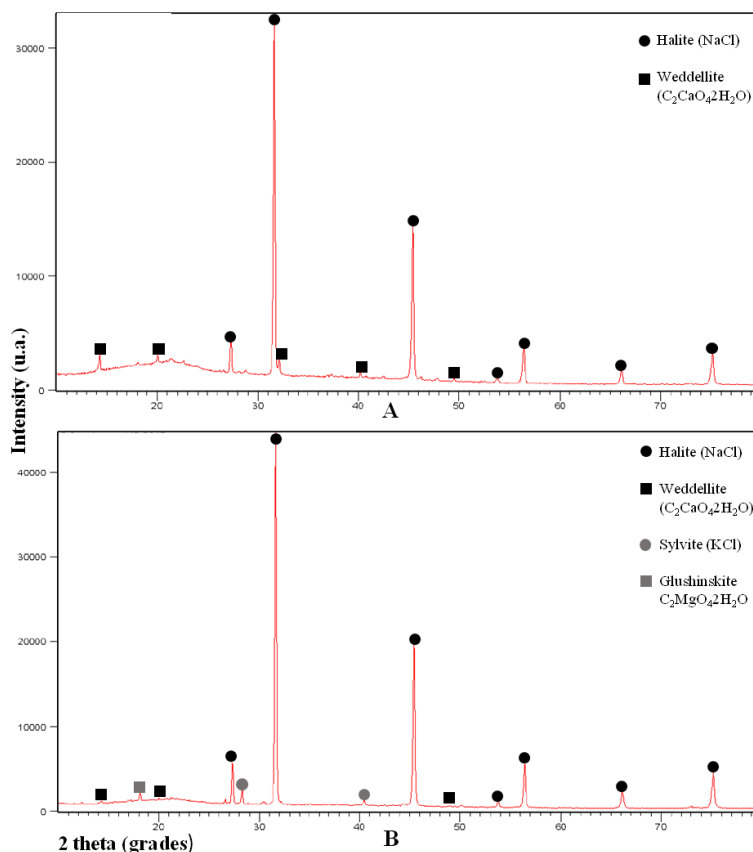 30000
20000
10000
0
Halite (NaCl)
Weddellite
(C₂CaO₄2H₂O)
20
30
40
50
60
70
A
Intensity (u.a.)
40000
30000
20000
10000
0
Halite (NaCl)
Weddellite
(C₂CaO₄2H₂O)
Sylvite (KCl)
Glushinskite
C₂MgO₄2H₂O
20
30
40
50
60
70
2 theta (grades)
B